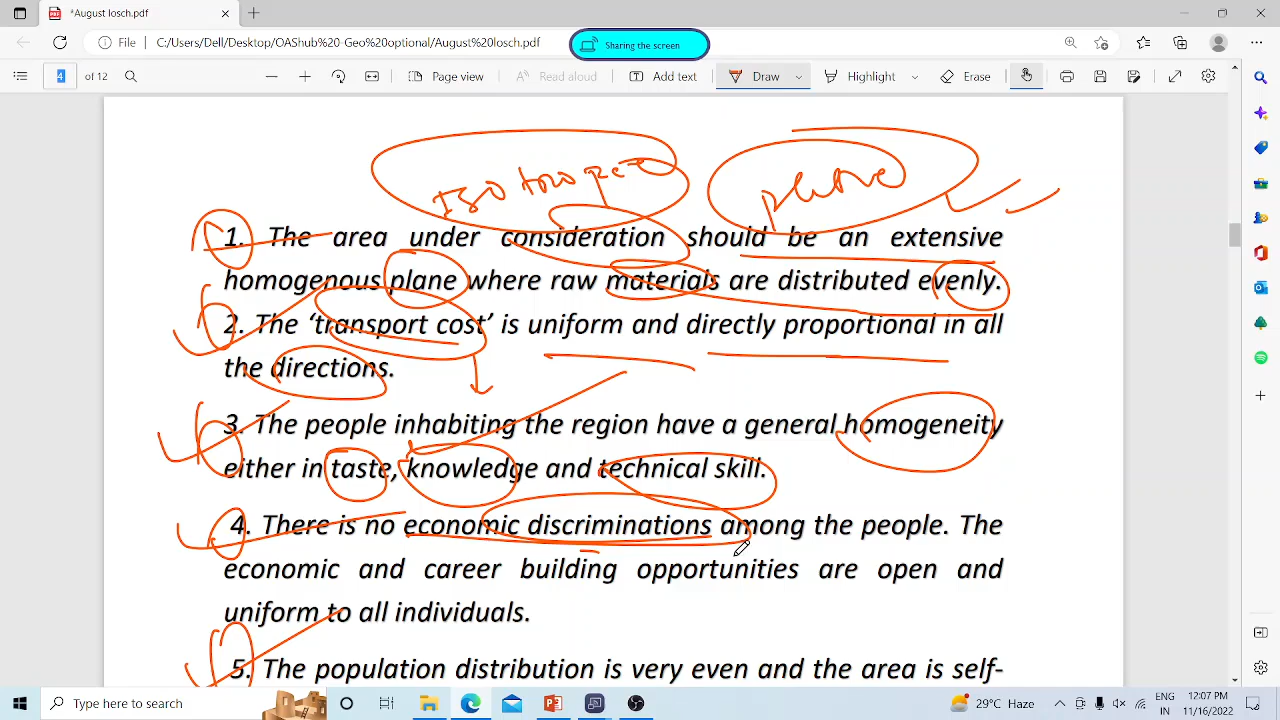 *August losch.pdf
File
C:/Users/Dell/Desktop/OAShub%20-%20Geo%20optional/August%20losch.pdf
Sharing the screen
4 of 12
Page view
Read aloud
Add text
Draw
Highlight
Erase
plane
1. The area under consideration should be an extensive
homogenous plane where raw materials are distributed evenly.
2. The ‘transport cost’ is uniform and directly proportional in all
the directions.
3. The people inhabiting the region have a general homogeneity
either in taste, knowledge and technical skill.
4. There is no economic discriminations among the people. The
economic and career building opportunities are open and
uniform to all individuals.
5. The population distribution is very even and the area is self-
Type here to search
29°C Haze
ENG
IN
12:07 PM
11/16/2022